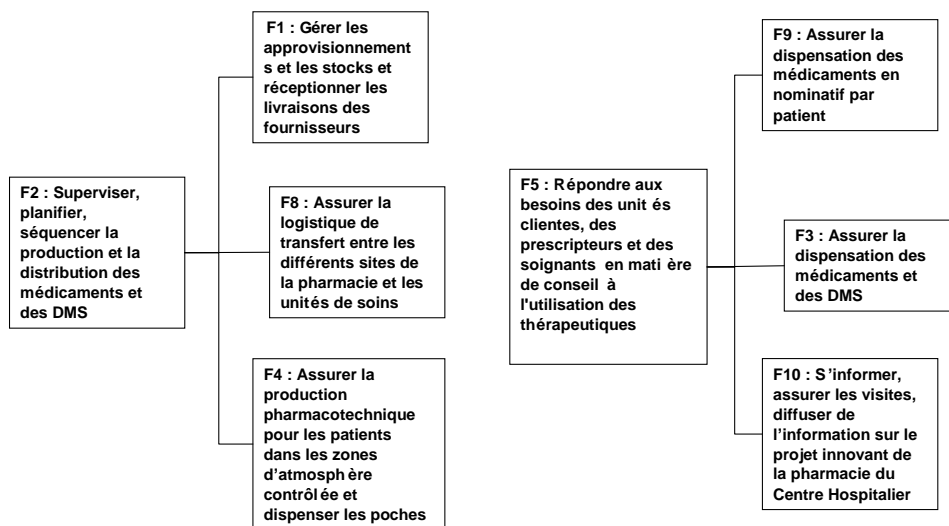 F1 : Gérer les
approvisionnement
s et les stocks et
réceptionner les
livraisons des
fournisseurs
F2 : Superviser,
planifier,
séquencer la
production et la
distribution des
médicaments et
des DMS
F8 : Assurer la
logistique de
transfert entre les
différents sites de
la pharmacie et les
unités de soins
F4 : Assurer la
production
pharmacotechnique
pour les patients
dans les zones
d'atmosph ère
contrôl ée et
dispenser les poches
F9 : Assurer la
dispensation des
médicaments en
nominatif par
patient
F5 : R épondre aux
besoins des unit és
clientes, des
prescripteurs et des
soignants en mati ère
de conseil à
l'utilisation des
thérapeutiques
F3 : Assurer la
dispensation des
médicaments et
des DMS
F10 : S'informer,
assurer les visites,
diffuser de
l'information sur le
projet innovant de
la pharmacie du
Centre Hospitalier